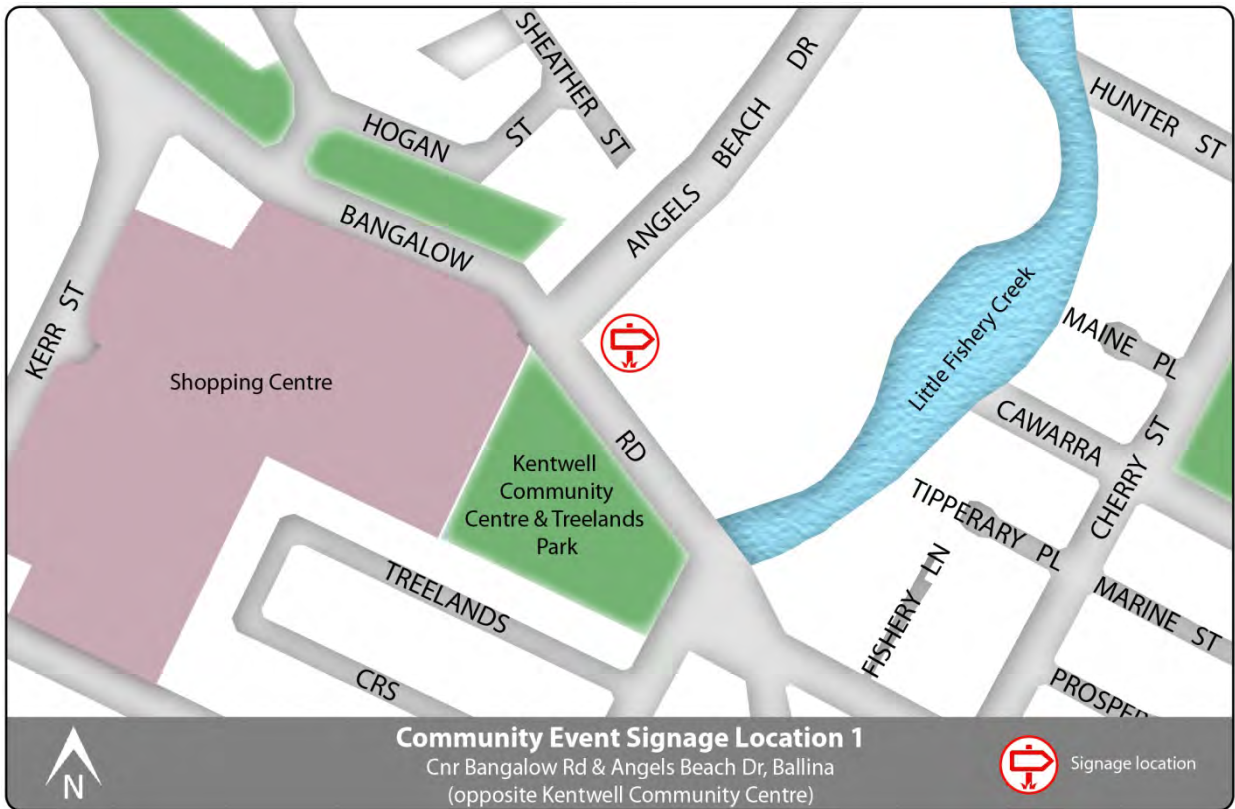 SHEATHER ST
HOGAN ST
ANGELS BEACH DR
HUNTER ST
BANGALOW RD
KERR ST
Shopping Centre
Little Fishery Creek
MAINE PL
CAWARRA
CHERRY ST
Kentwell
Community
Centre & Treelands
Park
TIPPERARY PL
FISHERY LN
TREELANDS
CRS
MARINE ST
PROSPER
N
Community Event Signage Location 1
Cnr Bangalow Rd & Angels Beach Dr, Ballina
(opposite Kentwell Community Centre)
Signage location